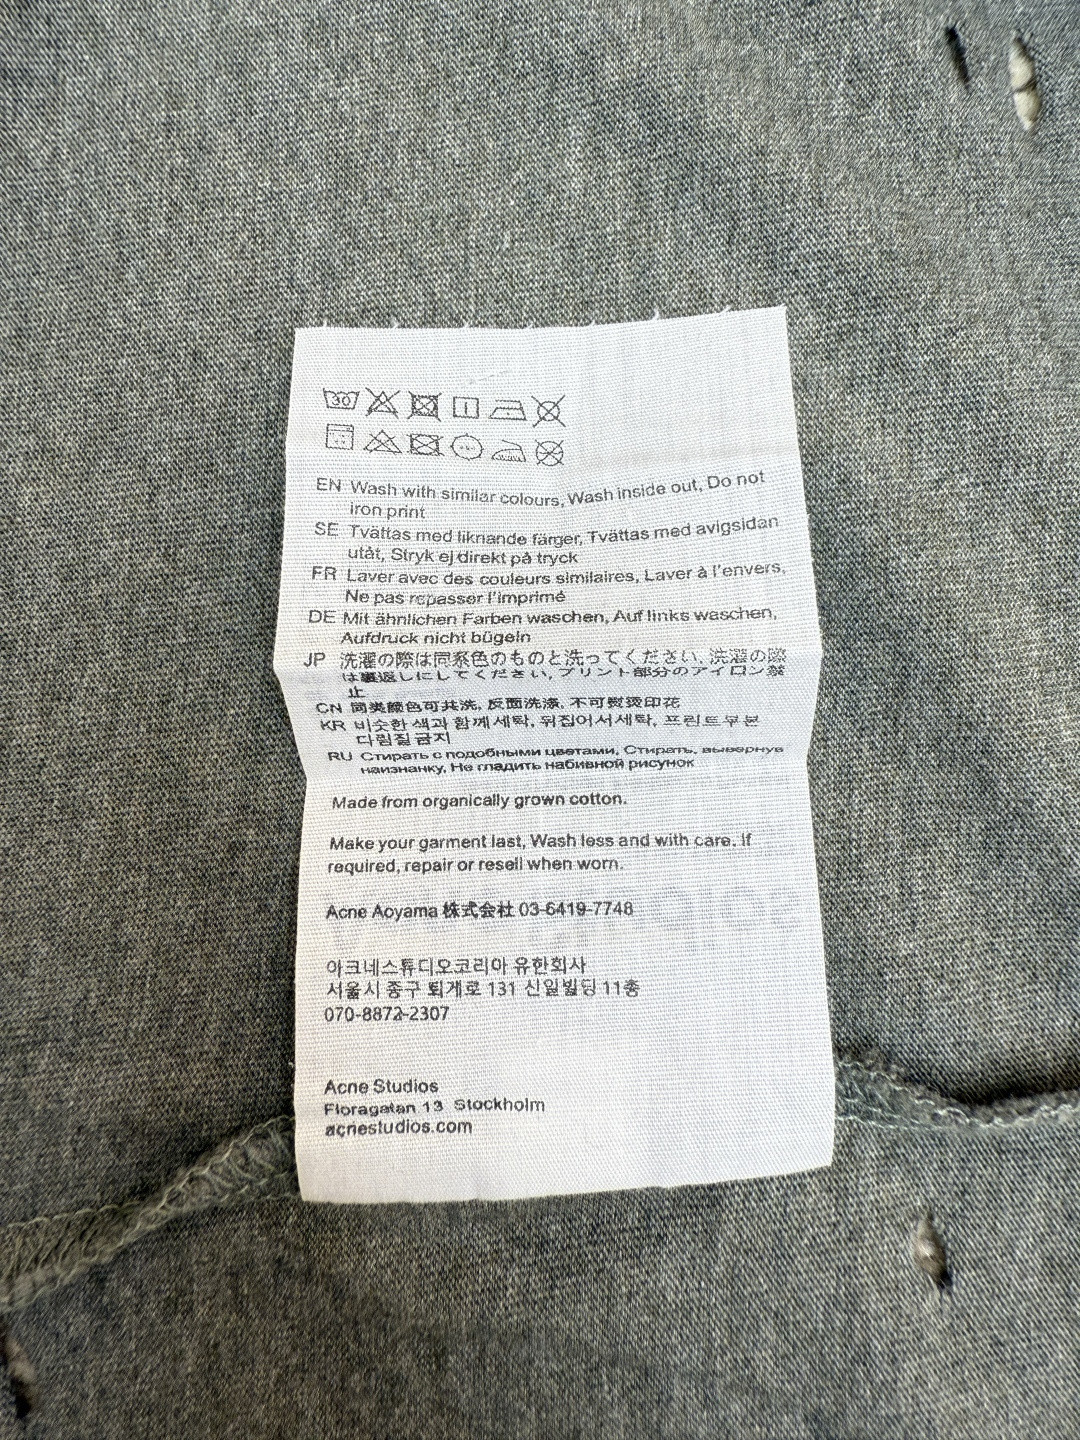 30
EN Wash with similar colours, Wash inside out, Do not
iron print
SE Tvättas med liknande färger, Tvättas med avigsidan
utåt, Stryk ej direkt på tryck
FR Laver avec des couleurs similaires, Laver à l'envers,
Ne pas repasser l'imprimé
DE Mit ähnlichen Farben waschen, Auf links waschen,
Aufdruck nicht bügeln
JP 洗濯の際は同系色のものと洗ってください, 洗濯の際
は裏返しにしてください, プリント部分のアイロン禁
止
CN 同类颜色可共洗, 反面洗涤, 不可熨烫印花
KR 비슷한 색과 함께 세탁, 뒤집어서 세탁, 프린트 부분
다림질 금지
RU Стирать с подобными цветами, Стирать, вывернув
наизнанку, Не гладить набивной рисунок
Made from organically grown cotton.
Make your garment last, Wash less and with care. If
required, repair or resell when worn.
Acne Aoyama 株式会社 03-6419-7748
아크네스튜디오코리아 유한회사
서울시 중구 퇴계로 131 신일빌딩 11층
070-8872-2307
Acne Studios
Floragatan 13 Stockholm
acnestudios.com